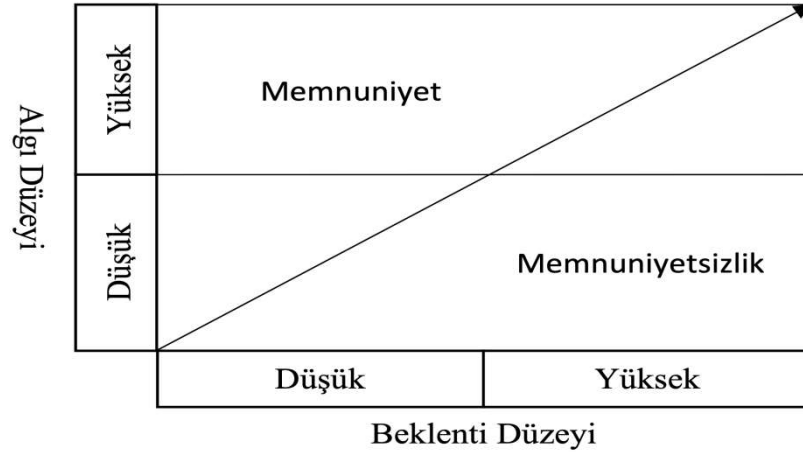 Algı Düzeyi
Yüksek
Düşük
Memnuniyet
Memnuniyetsizlik
Düşük
Yüksek
Beklenti Düzeyi